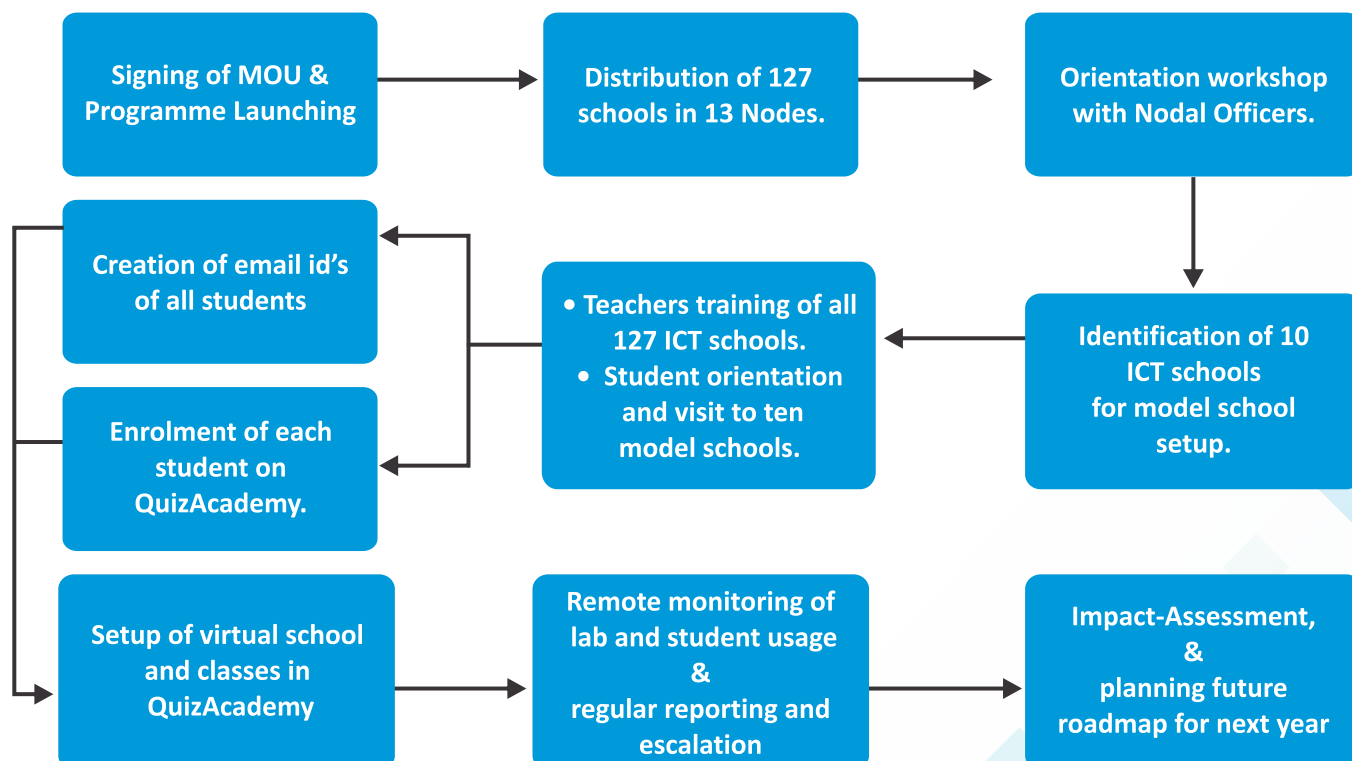 Signing of MOU &
Programme Launching
Distribution of 127
schools in 13 Nodes.
Orientation workshop
with Nodal Officers.
Identification of 10
ICT schools
for model school
setup.
• Teachers training of all
127 ICT schools.
• Student orientation
and visit to ten
model schools.
Creation of email id’s
of all students
Enrolment of each
student on
QuizAcademy.
Setup of virtual school
and classes in
QuizAcademy
Remote monitoring of
lab and student usage
&
regular reporting and
escalation
Impact-Assessment,
&
planning future
roadmap for next year